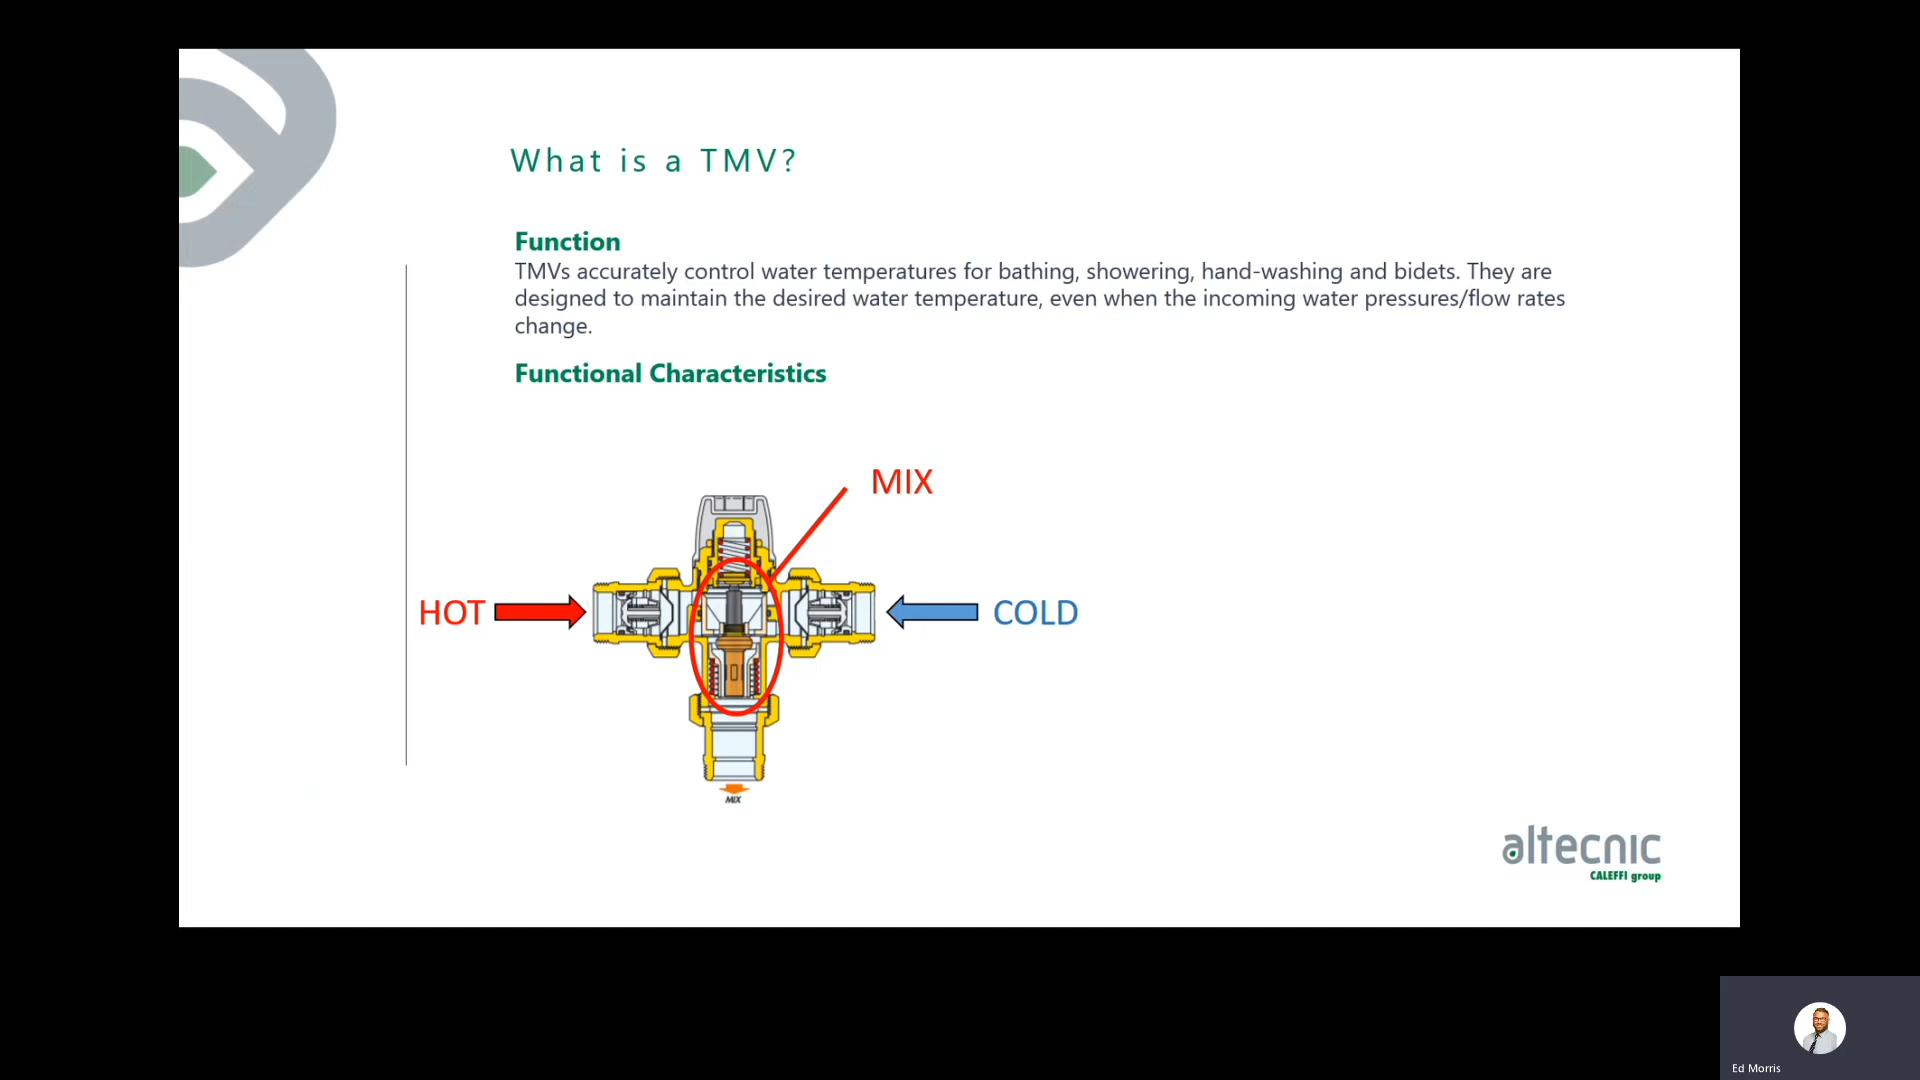 What is a TMV?
Function
TMVs accurately control water temperatures for bathing, showering, hand-washing and bidets. They are
designed to maintain the desired water temperature, even when the incoming water pressures/flow rates
change.
Functional Characteristics
MIX
HOT
COLD
MIX
altecnic
CALEFFI group
Ed Morris